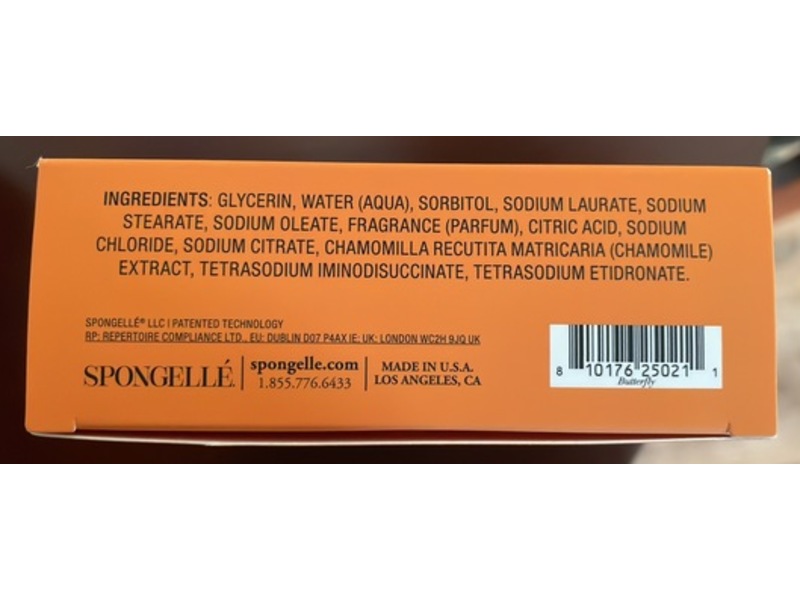 INGREDIENTS: GLYCERIN, WATER (AQUA), SORBITOL, SODIUM LAURATE, SODIUM
STEARATE, SODIUM OLEATE, FRAGRANCE (PARFUM), CITRIC ACID, SODIUM
CHLORIDE, SODIUM CITRATE, CHAMOMILLA RECUTITA MATRICARIA (CHAMOMILE)
EXTRACT, TETRASODIUM IMINODISUCCINATE, TETRASODIUM ETIDRONATE.
SPONGELLÉ® LLC | PATENTED TECHNOLOGY
RP: REPERTOIRE COMPLIANCE LTD., EU: DUBLIN D07 P4AX IE; UK: LONDON WC2H 9JQ UK
SPONGELLÉ.
spongelle.com
1.855.776.6433
MADE IN U.S.A.
LOS ANGELES, CA
8 10176 25021 1
Butterfly